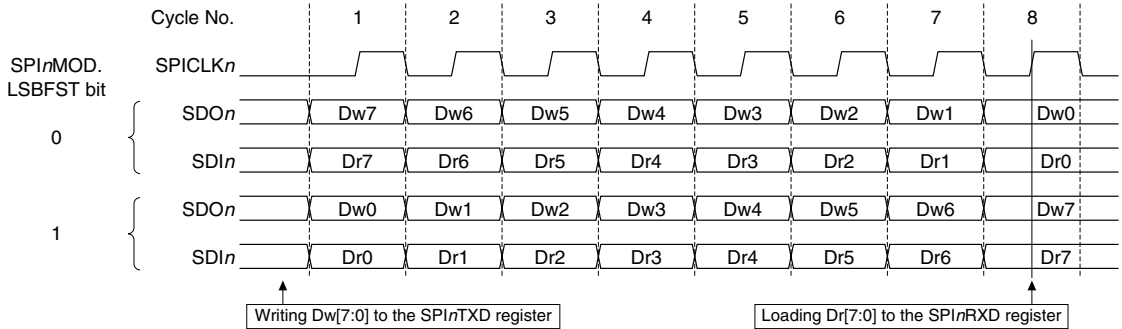 Cycle No. 1 2 3 4 5 6 7 8
SPInMOD.
LSBFST bit
SPICLKn
0
SDOn Dw7 Dw6 Dw5 Dw4 Dw3 Dw2 Dw1 Dw0
SDIn Dr7 Dr6 Dr5 Dr4 Dr3 Dr2 Dr1 Dr0
1
SDOn Dw0 Dw1 Dw2 Dw3 Dw4 Dw5 Dw6 Dw7
SDIn Dr0 Dr1 Dr2 Dr3 Dr4 Dr5 Dr6 Dr7
Writing Dw[7:0] to the SPInTXD register
Loading Dr[7:0] to the SPInRXD register